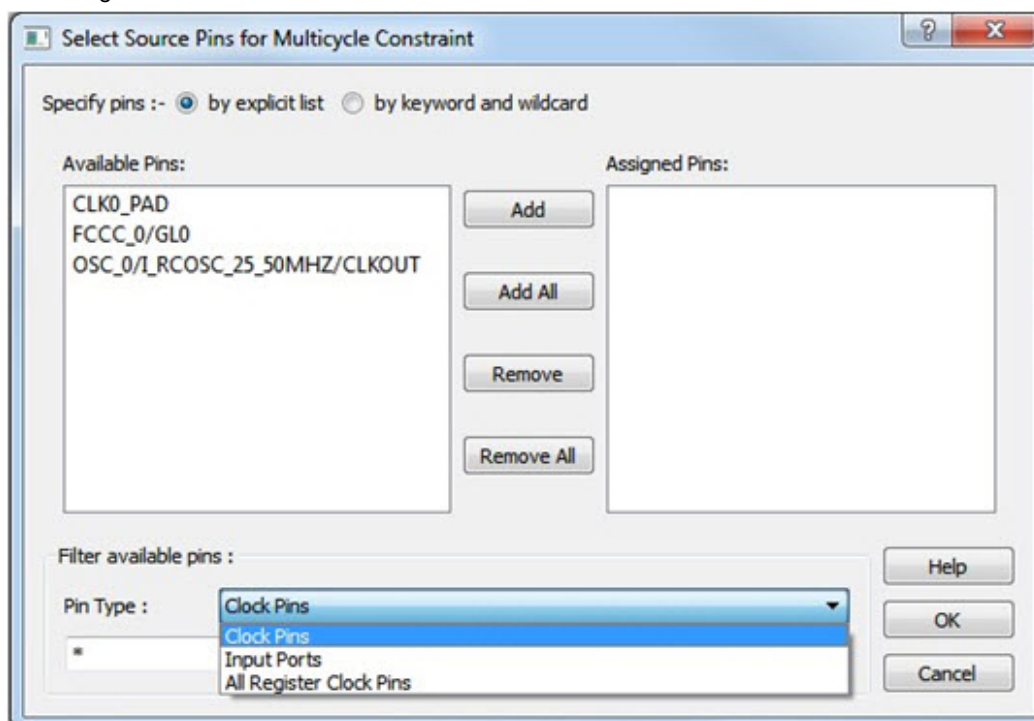 Select Source Pins for Multicycle Constraint
Specify pins :- by explicit list by keyword and wildcard
Available Pins: Assigned Pins:
CLK0_PAD
FCCC_0/GL0
OSC_0/I_RCOSC_25_50MHZ/CLKOUT
Add
Add All
Remove
Remove All
Filter available pins :
Pin Type : Clock Pins
Clock Pins
Input Ports
All Register Clock Pins
*
Help
OK
Cancel